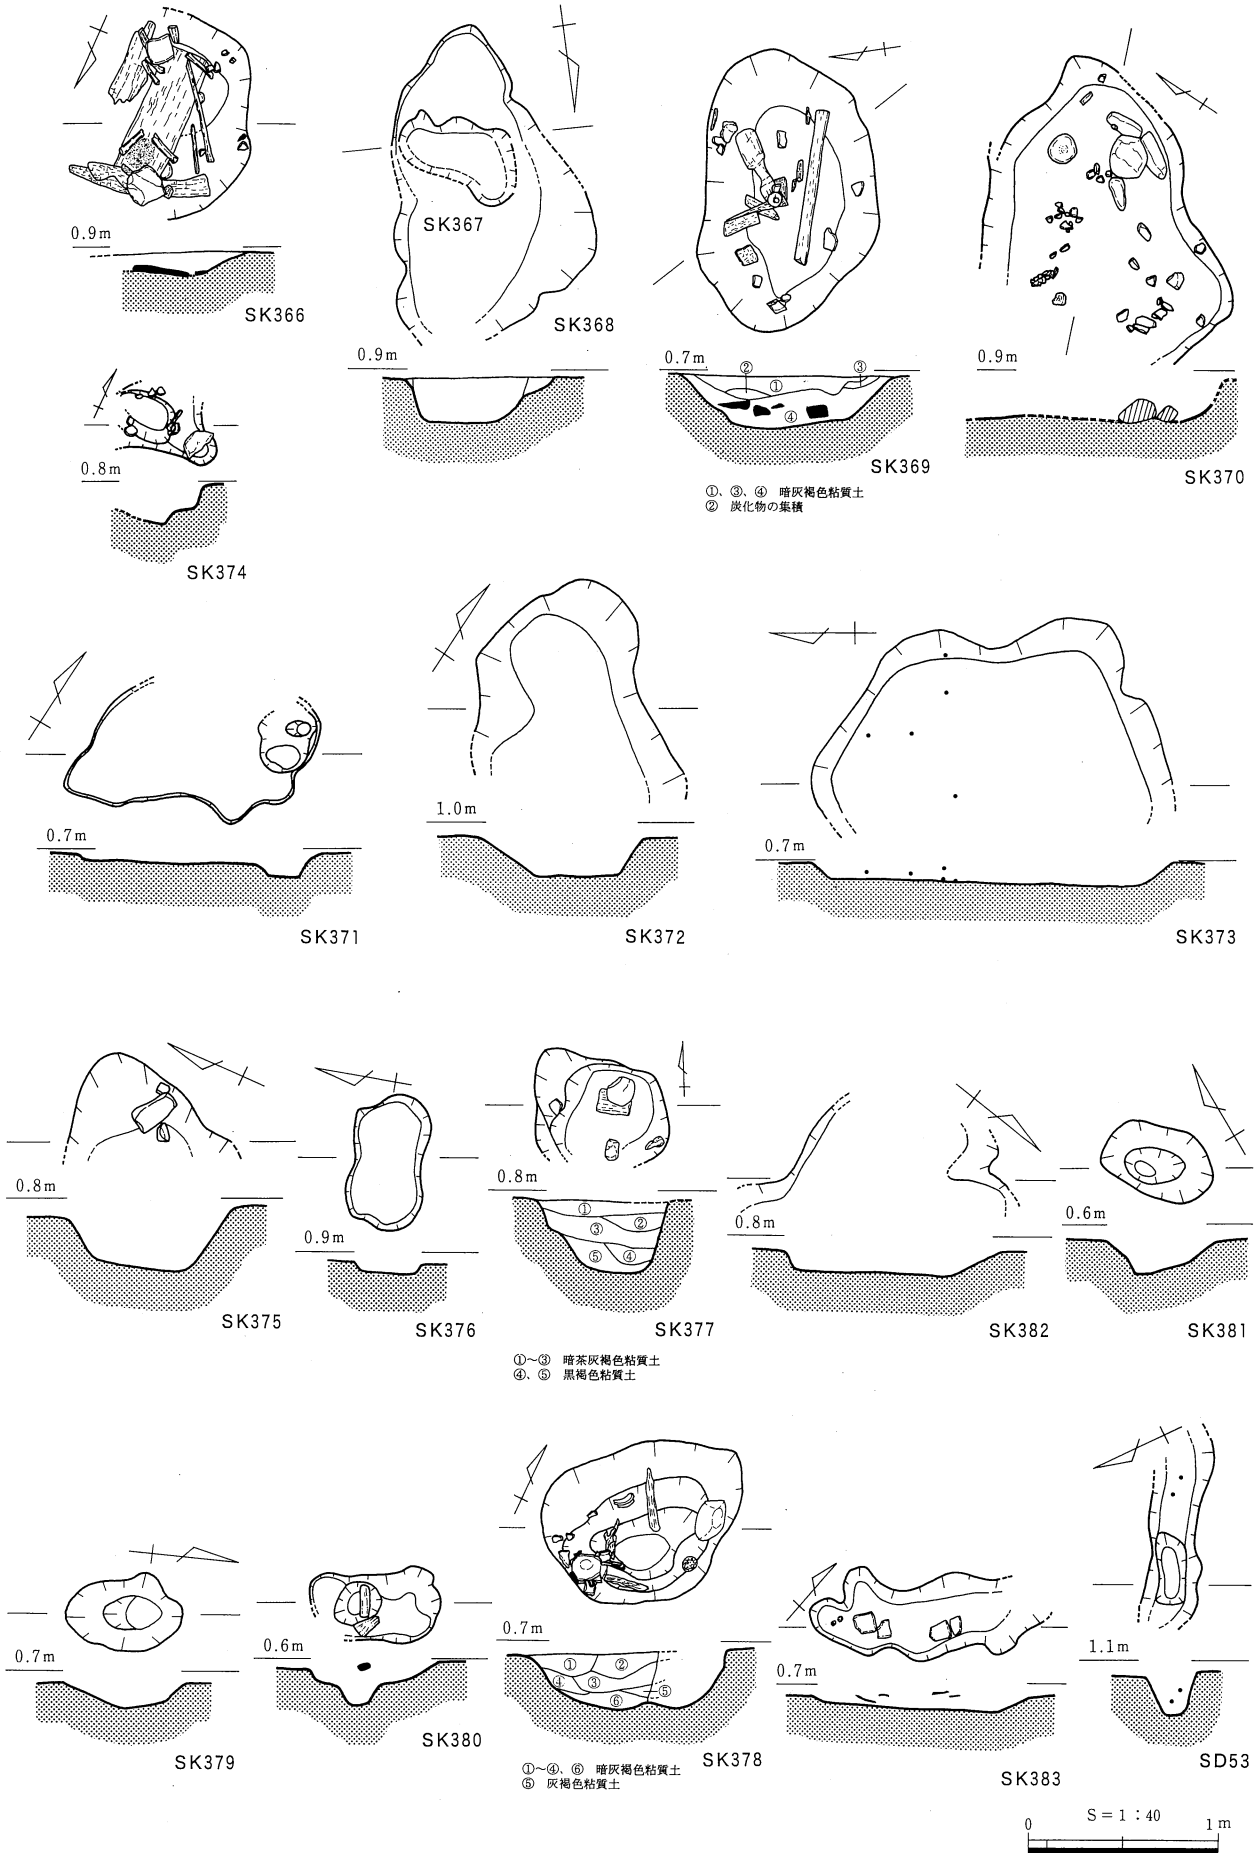 0.9m
SK366
SK367
SK368
0.9m
0.7m
② ③
①
④
SK369
①、③、④ 暗灰褐色粘質土
② 炭化物の集積
0.9m
SK370
0.8m
SK374
0.7m
SK371
1.0m
SK372
0.7m
SK373
0.8m
SK375
0.9m
SK376
0.8m
①
③ ②
⑤ ④
SK377
①～③ 暗茶灰褐色粘質土
④、⑤ 黒褐色粘質土
0.8m
SK382
0.6m
SK381
0.7m
SK379
0.6m
SK380
0.7m
① ②
④ ③ ⑤
⑥
SK378
①～④、⑥ 暗灰褐色粘質土
⑤ 灰褐色粘質土
0.7m
SK383
1.1m
SD53
S=1：40
0 1m